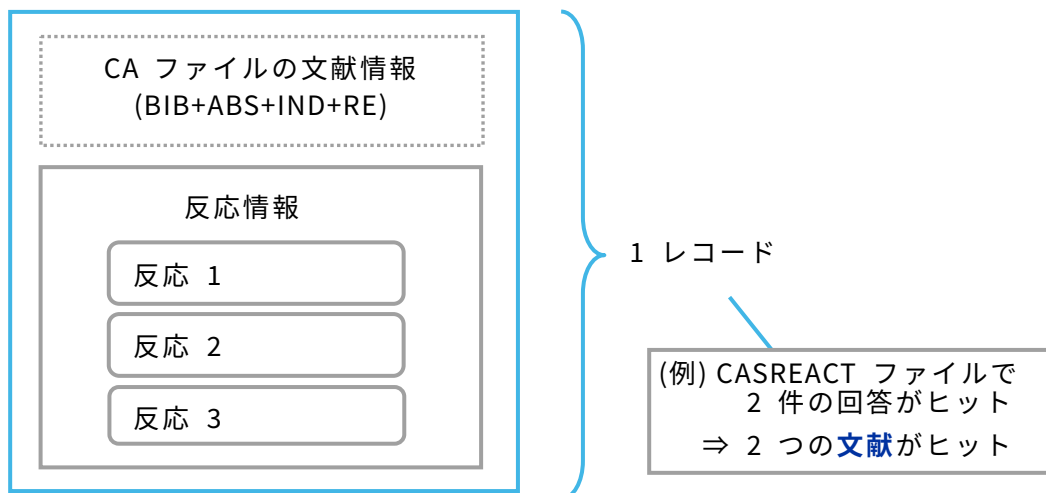 CA ファイルの文献情報
(BIB+ABS+IND+RE)
反応情報
反応 1
反応 2
反応 3
1 レコード
(例) CASREACT ファイルで
2 件の回答がヒット
⇒ 2 つの文献がヒット